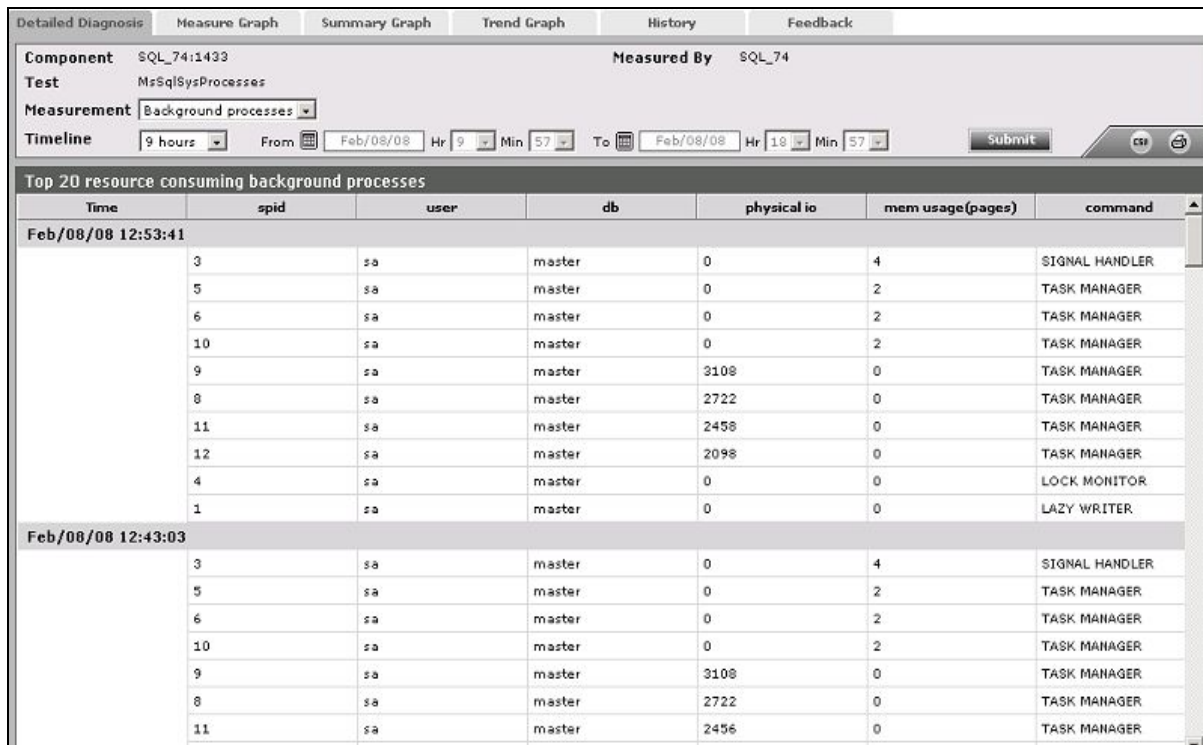 Detailed Diagnosis Measure Graph Summary Graph Trend Graph History Feedback
Component SQL_74:1433 Measured By SQL_74
Test MsSqlSysProcesses
Measurement Background processes
Timeline 9 hours From Feb/08/08 Hr 9 Min 57 To Feb/08/08 Hr 18 Min 57 Submit CSV
Top 20 resource consuming background processes
Time spid user db physical io mem usage(pages) command
Feb/08/08 12:53:41
3 sa master 0 4 SIGNAL HANDLER
5 sa master 0 2 TASK MANAGER
6 sa master 0 2 TASK MANAGER
10 sa master 0 2 TASK MANAGER
9 sa master 3108 0 TASK MANAGER
8 sa master 2722 0 TASK MANAGER
11 sa master 2458 0 TASK MANAGER
12 sa master 2098 0 TASK MANAGER
4 sa master 0 0 LOCK MONITOR
1 sa master 0 0 LAZY WRITER
Feb/08/08 12:43:03
3 sa master 0 4 SIGNAL HANDLER
5 sa master 0 2 TASK MANAGER
6 sa master 0 2 TASK MANAGER
10 sa master 0 2 TASK MANAGER
9 sa master 3108 0 TASK MANAGER
8 sa master 2722 0 TASK MANAGER
11 sa master 2456 0 TASK MANAGER